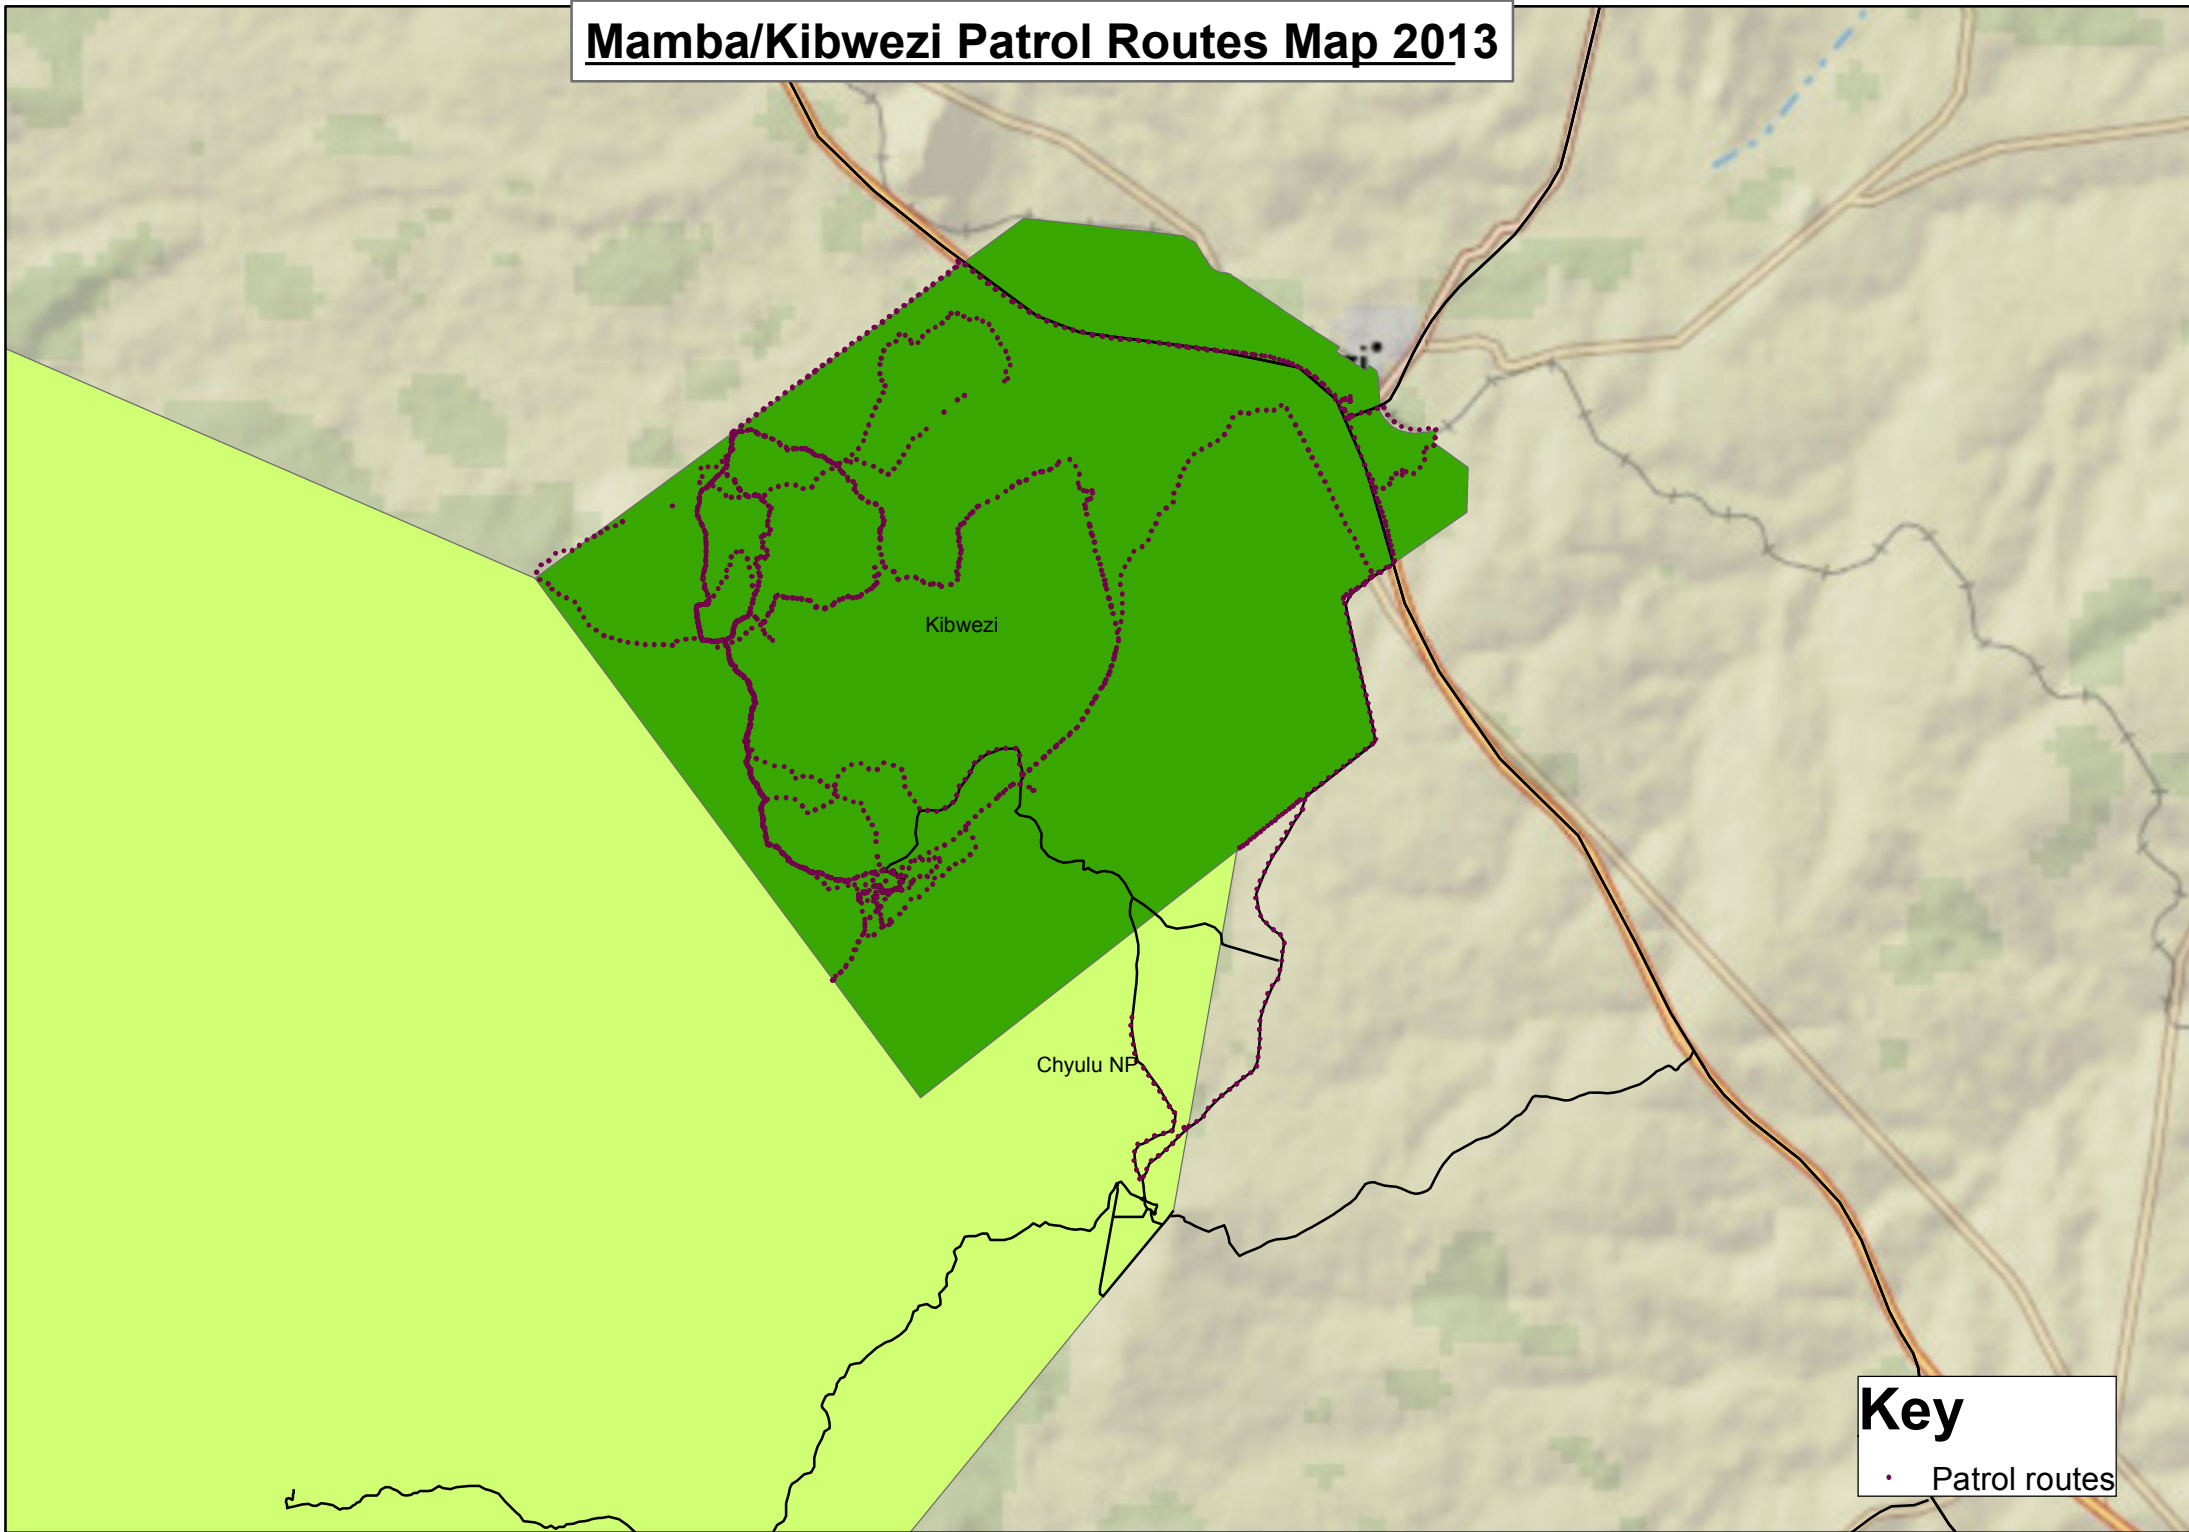 Mamba/Kibwezi Patrol Routes Map 2013
Kibwezi
Chyulu NP
Key
Patrol routes